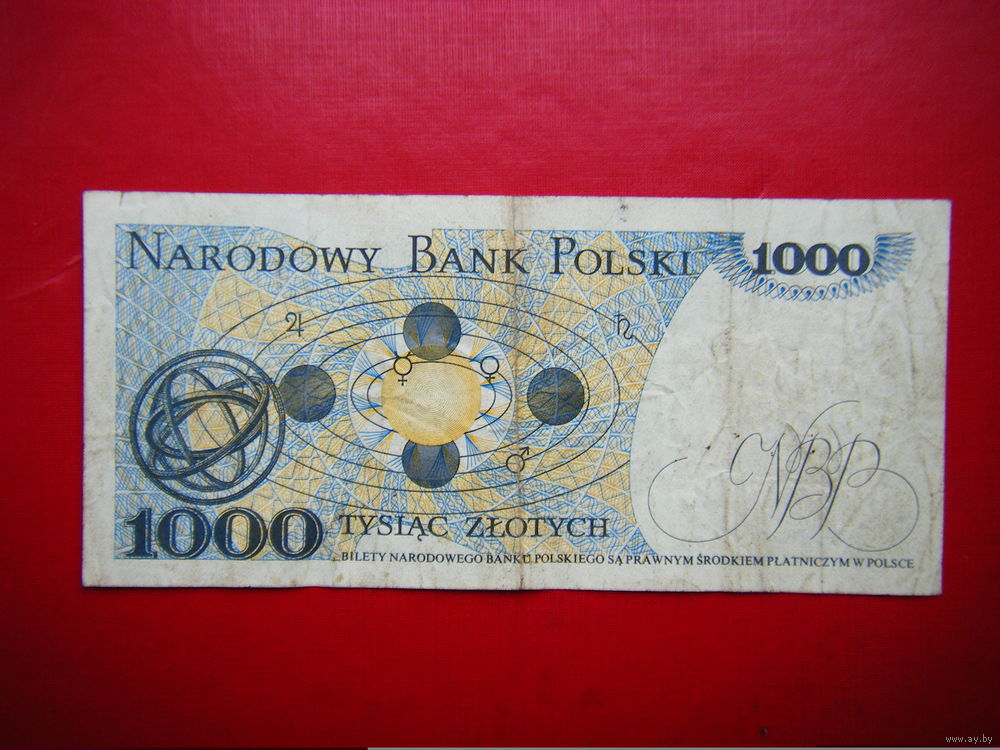 NARODOWY BANK POLSKI
1000
♃
♄
☿
♀
♂
NBP
1000 TYSIĄC ZŁOTYCH
BILETY NARODOWEGO BANKU POLSKIEGO SĄ PRAWNYM ŚRODKIEM PŁATNICZYM W POLSCE
www.ay.by